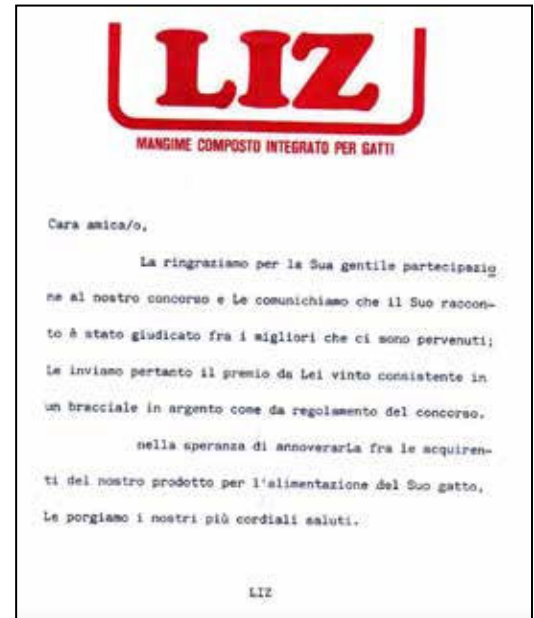 LIZ
MANGIME COMPOSTO INTEGRATO PER GATTI
Cara amica/o,
La ringraziamo per la Sua gentile partecipazio
ne al nostro concorso e Le comunichiamo che il Suo raccon-
to è stato giudicato fra i migliori che ci sono pervenuti;
Le inviamo pertanto il premio da Lei vinto consistente in
un bracciale in argento come da regolamento del concorso.
nella speranza di annoverarLa fra le acquiren-
ti del nostro prodotto per l'alimentazione del Suo gatto,
Le porgiamo i nostri più cordiali saluti.
LIZ